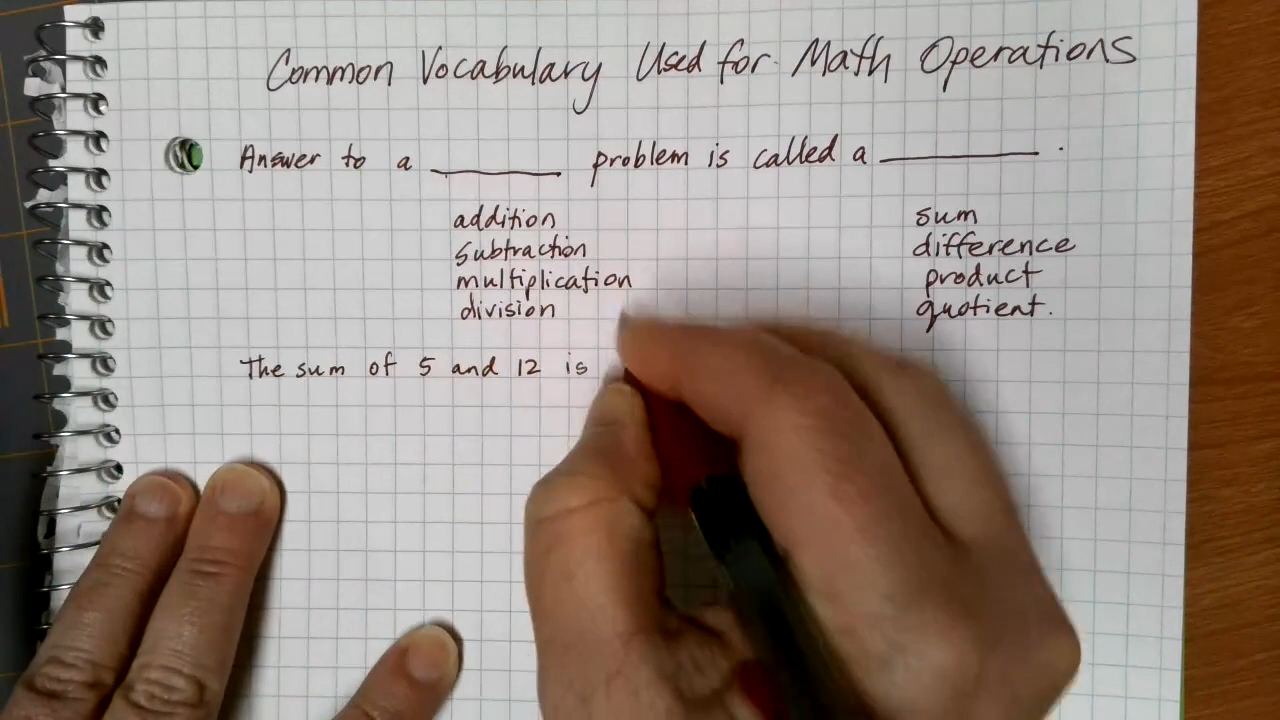 Common Vocabulary Used for Math Operations
Answer to a ________ problem is called a __________ .
addition sum
subtraction difference
multiplication product
division quotient.
The sum of 5 and 12 is